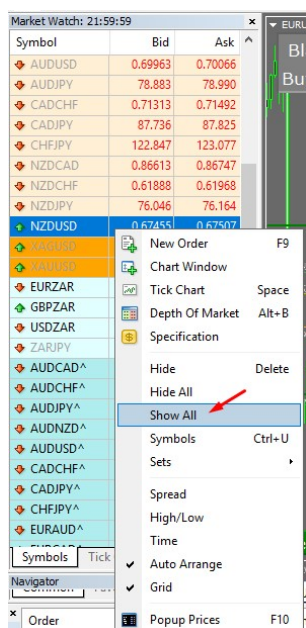 Market Watch: 21:59:59 × EURU
Symbol Bid Ask
AUDUSD 0.69963 0.70066
AUDJPY 78.883 78.990
CADCHF 0.71313 0.71492
CADJPY 87.736 87.825
CHFJPY 122.847 123.077
NZDCAD 0.86613 0.86747
NZDCHF 0.61888 0.61968
NZDJPY 76.046 76.164
NZDUSD 0.67455 0.67507
XAGUSD
XAUUSD
EURZAR
GBPZAR
USDZAR
ZARJPY
AUDCAD^
AUDCHF^
AUDJPY^
AUDNZD^
AUDUSD^
CADCHF^
CADJPY^
CHFJPY^
EURAUD^
Symbols Tick
Navigator
Common
× Order
Bl
Bu
New Order F9
Chart Window
Tick Chart Space
Depth Of Market Alt+B
Specification
Hide Delete
Hide All
Show All
Symbols Ctrl+U
Sets
Spread
High/Low
Time
Auto Arrange
Grid
Popup Prices F10